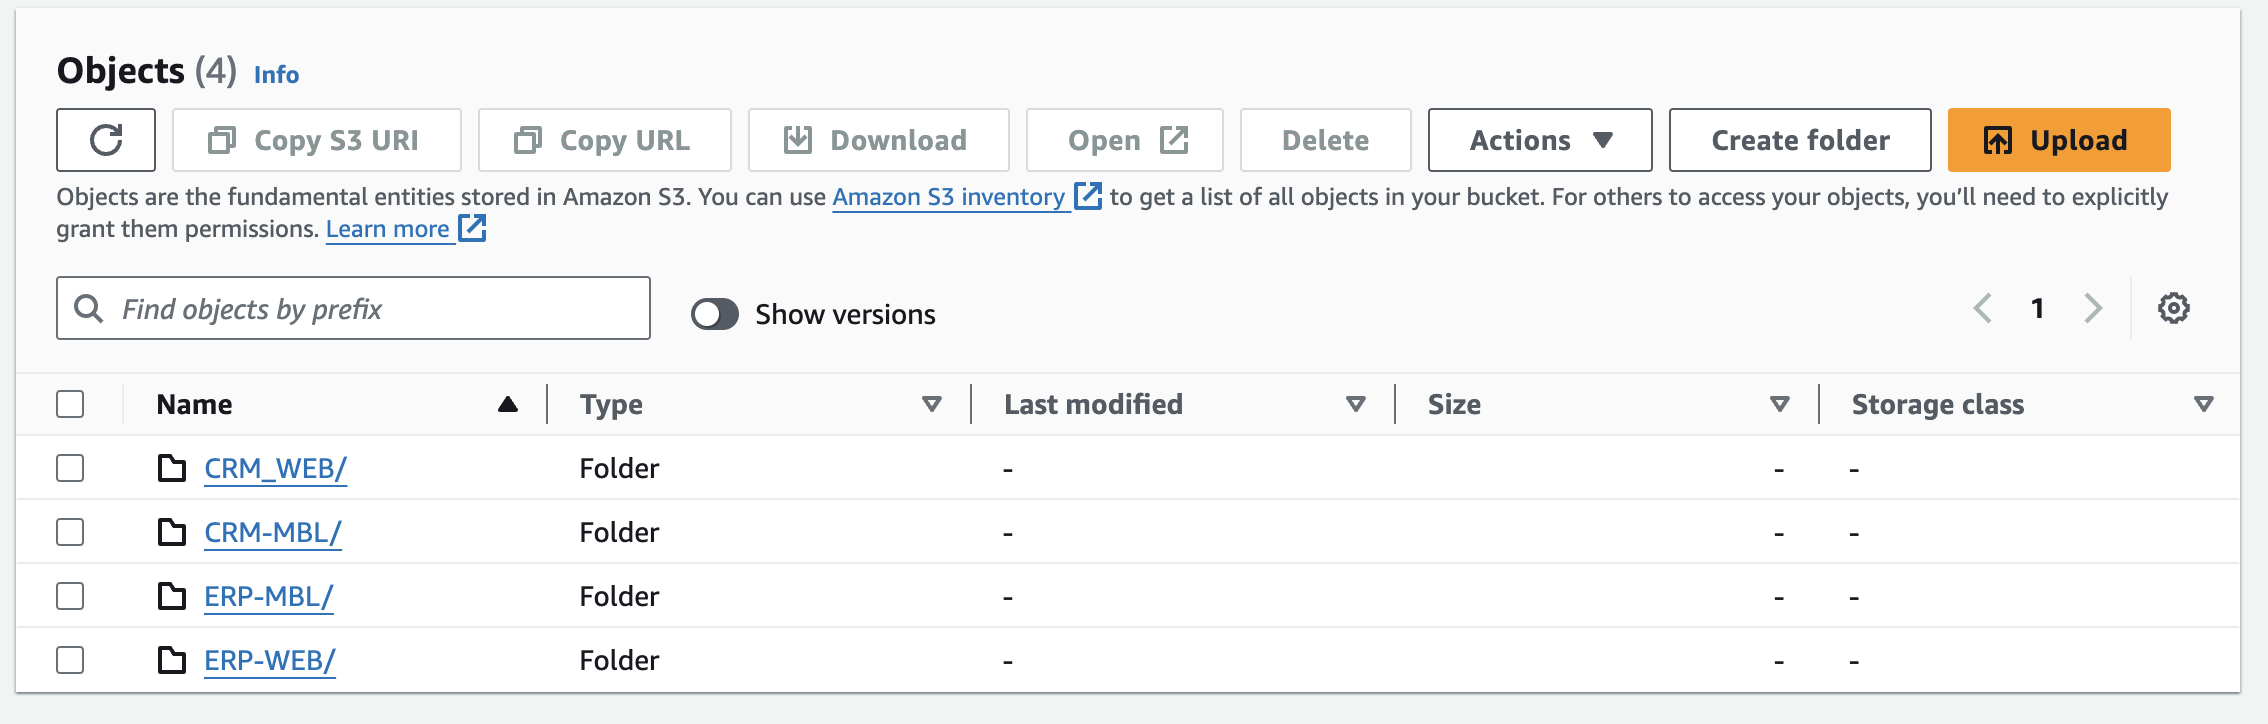 Objects (4) Info
Copy S3 URI Copy URL Download Open Delete Actions Create folder Upload
Objects are the fundamental entities stored in Amazon S3. You can use Amazon S3 inventory to get a list of all objects in your bucket. For others to access your objects, you’ll need to explicitly
grant them permissions. Learn more
Find objects by prefix Show versions 1
Name Type Last modified Size Storage class
CRM_WEB/ Folder - - -
CRM-MBL/ Folder - - -
ERP-MBL/ Folder - - -
ERP-WEB/ Folder - - -